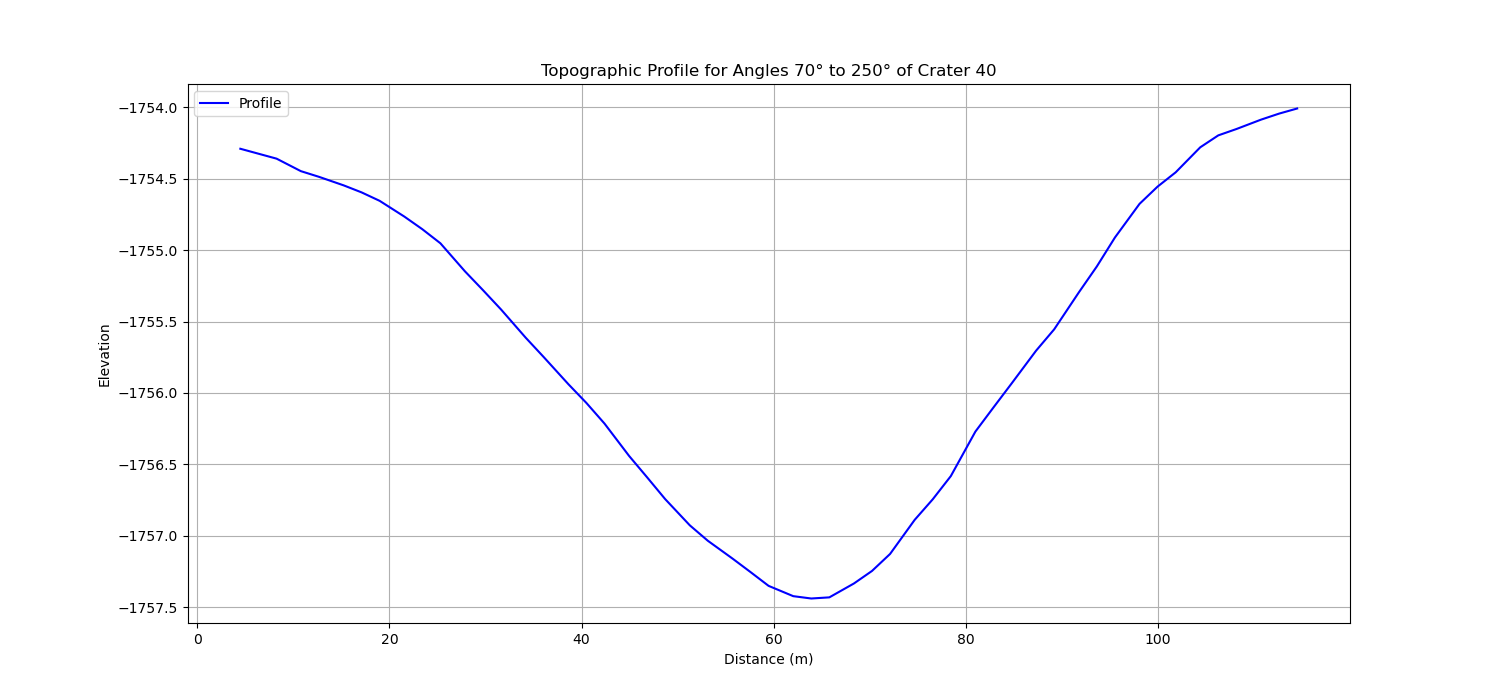 Topographic Profile for Angles 70° to 250° of Crater 40
Profile
−1754.0
−1754.5
−1755.0
−1755.5
−1756.0
−1756.5
−1757.0
−1757.5
Elevation
0 20 40 60 80 100
Distance (m)